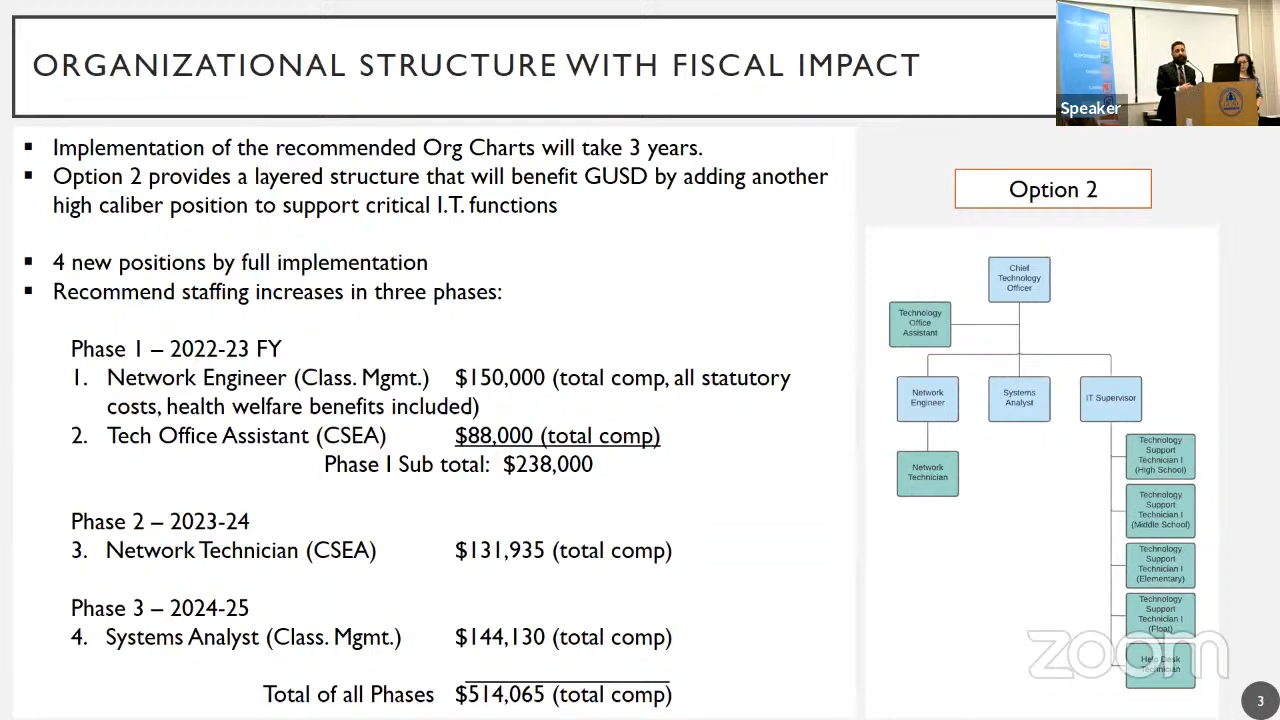 ORGANIZATIONAL STRUCTURE WITH FISCAL IMPACT
Speaker
▪ Implementation of the recommended Org Charts will take 3 years.
▪ Option 2 provides a layered structure that will benefit GUSD by adding another
high caliber position to support critical I.T. functions
▪ 4 new positions by full implementation
▪ Recommend staffing increases in three phases:
Phase 1 – 2022-23 FY
1. Network Engineer (Class. Mgmt.) $150,000 (total comp, all statutory
costs, health welfare benefits included)
2. Tech Office Assistant (CSEA) $88,000 (total comp)
Phase I Sub total: $238,000
Phase 2 – 2023-24
3. Network Technician (CSEA) $131,935 (total comp)
Phase 3 – 2024-25
4. Systems Analyst (Class. Mgmt.) $144,130 (total comp)
Total of all Phases $514,065 (total comp)
Option 2
Chief
Technology
Officer
Technology
Office
Assistant
Network
Engineer
Systems
Analyst
IT Supervisor
Network
Technician
Technology
Support
Technician I
(High School)
Technology
Support
Technician I
(Middle School)
Technology
Support
Technician I
(Elementary)
Technology
Support
Technician I
(Float)
Help Desk
Technician
zoom
3